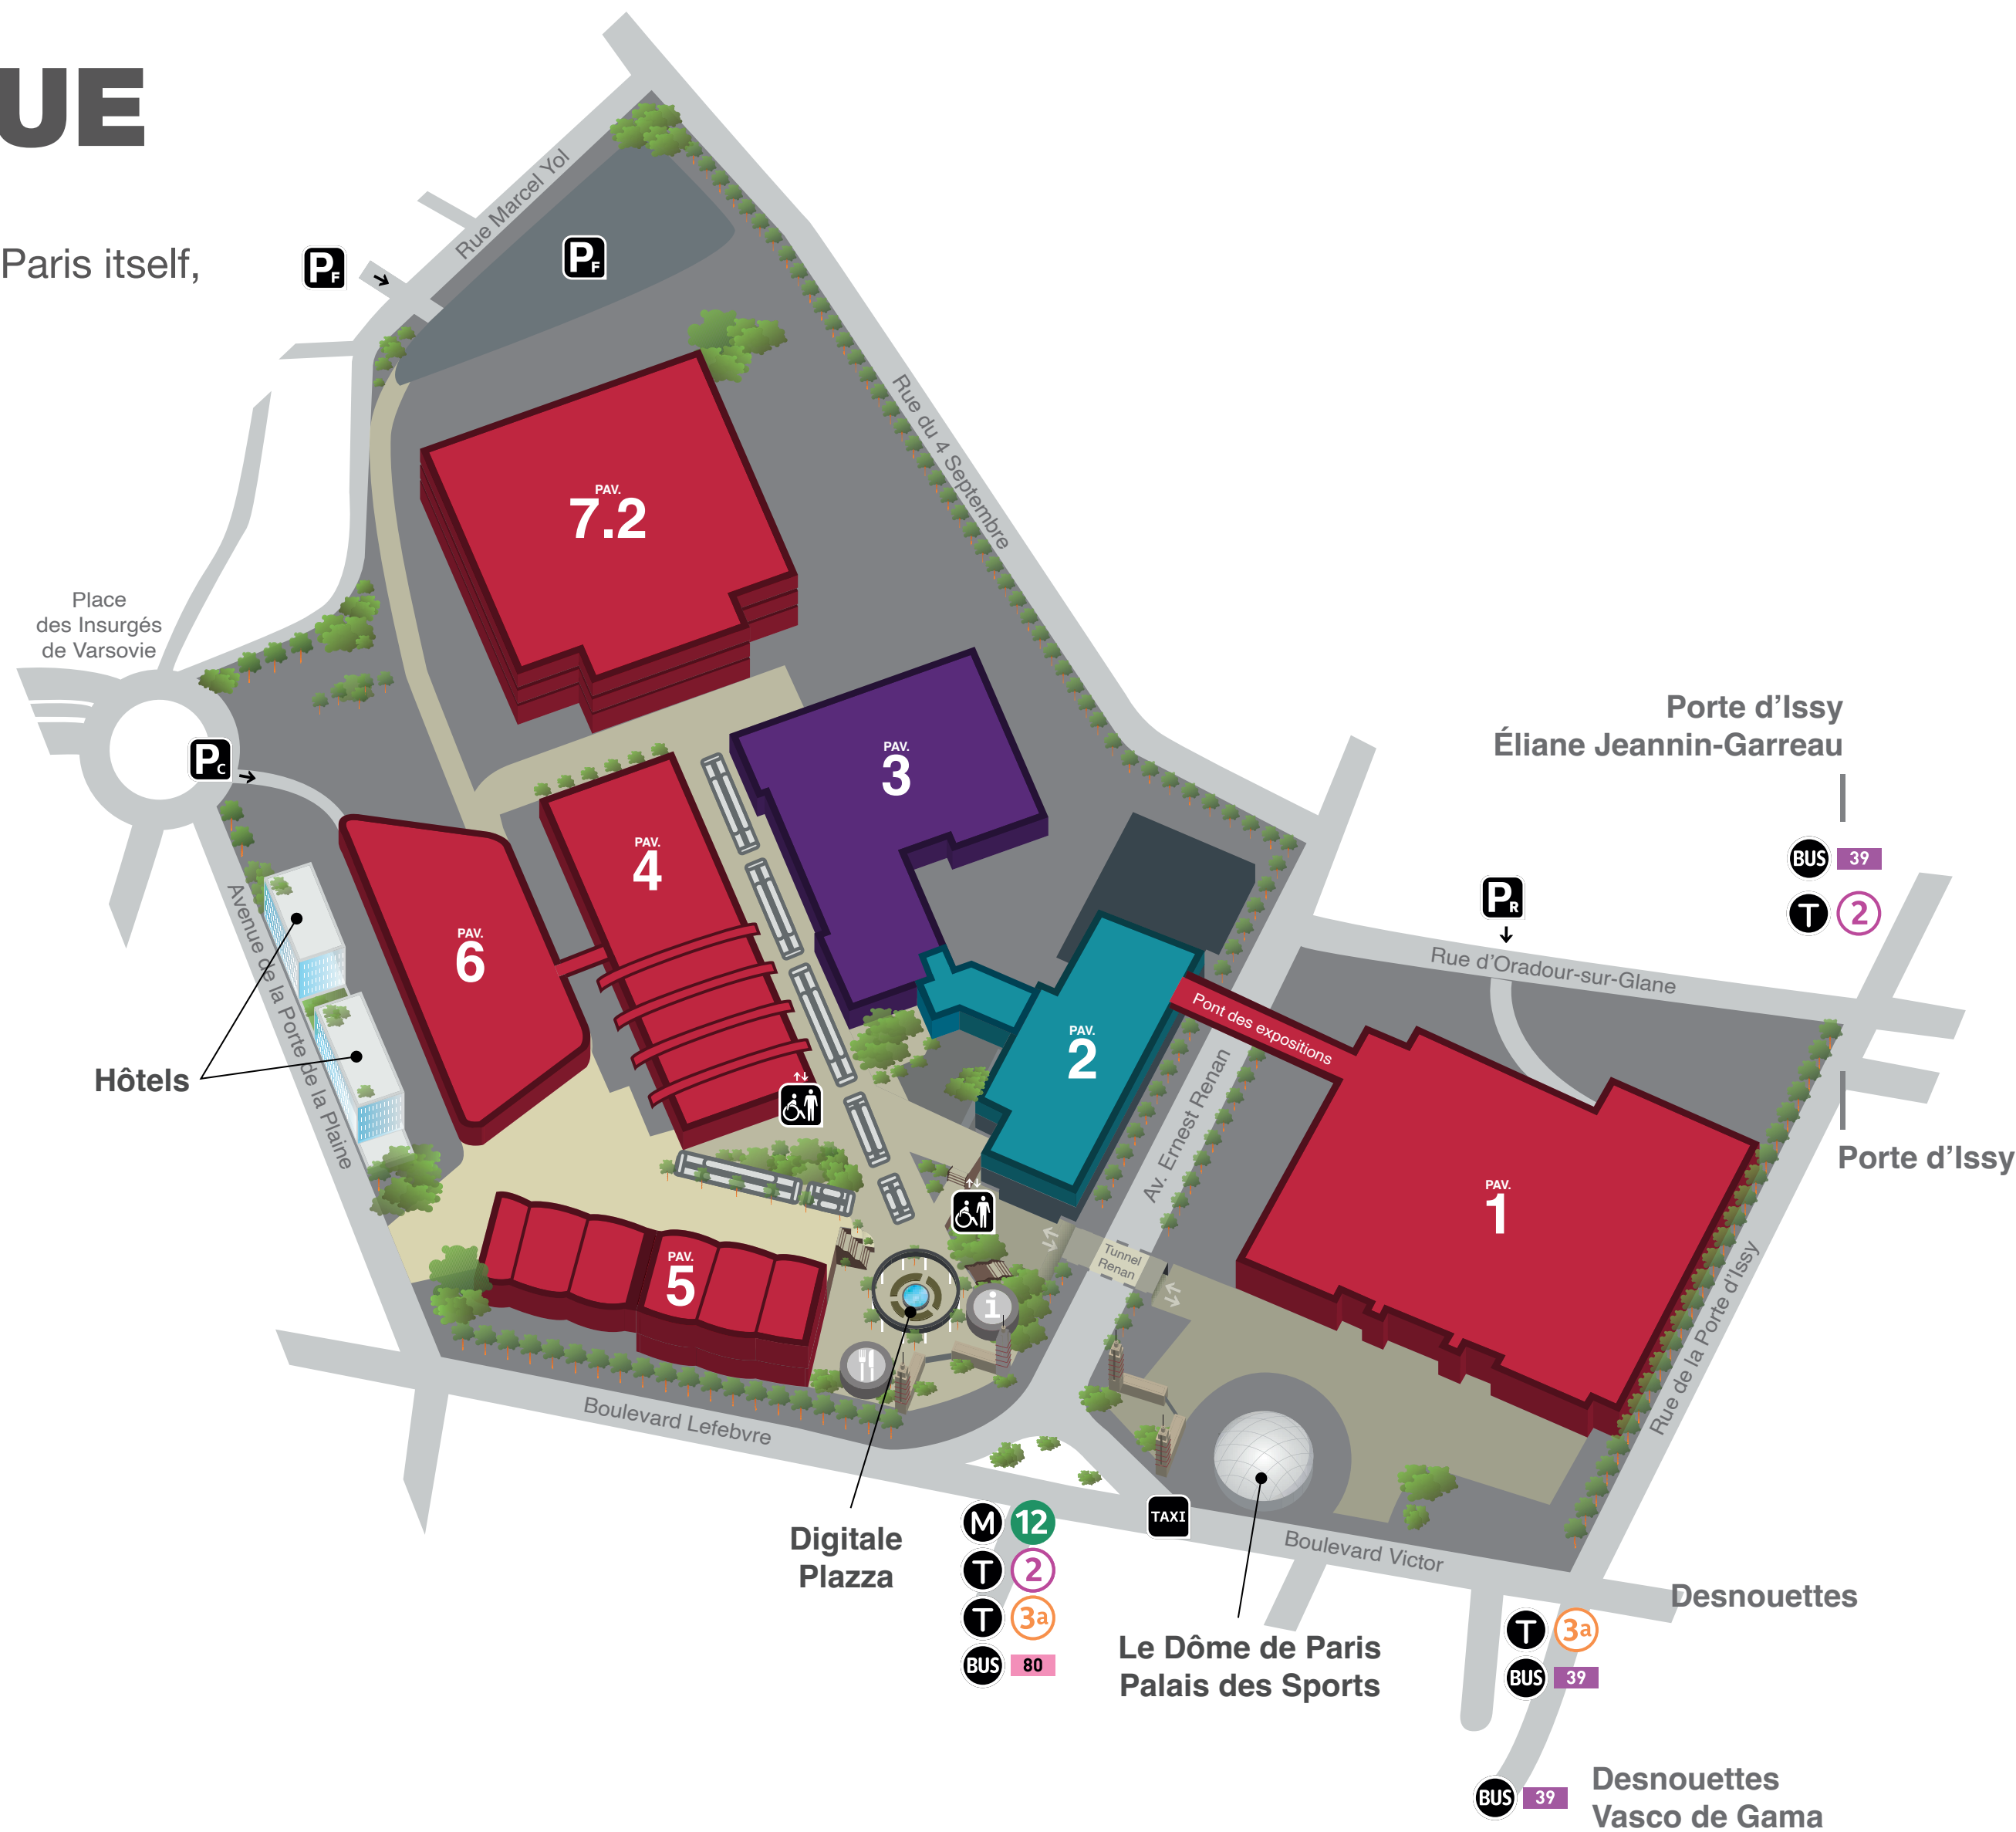 UE
Paris itself,
Rue Marcel Yol
PF
PF
Rue du 4 Septembre
PAV.
7.2
Place
des Insurgés
de Varsovie
PC
PAV.
3
PAV.
4
PAV.
6
Avenue de la Porte de la Plaine
Hôtels
Porte d'Issy
Éliane Jeannin-Garreau
BUS 39
T 2
PR
Rue d'Oradour-sur-Glane
Pont des expositions
PAV.
2
Av. Ernest Renan
Porte d'Issy
PAV.
1
Tunnel
Renan
PAV.
5
i
Rue de la Porte d'Issy
Boulevard Lefebvre
Digitale
Plazza
M 12
T 2
T 3a
BUS 80
TAXI
Boulevard Victor
Le Dôme de Paris
Palais des Sports
Desnouettes
T 3a
BUS 39
BUS 39
Desnouettes
Vasco de Gama